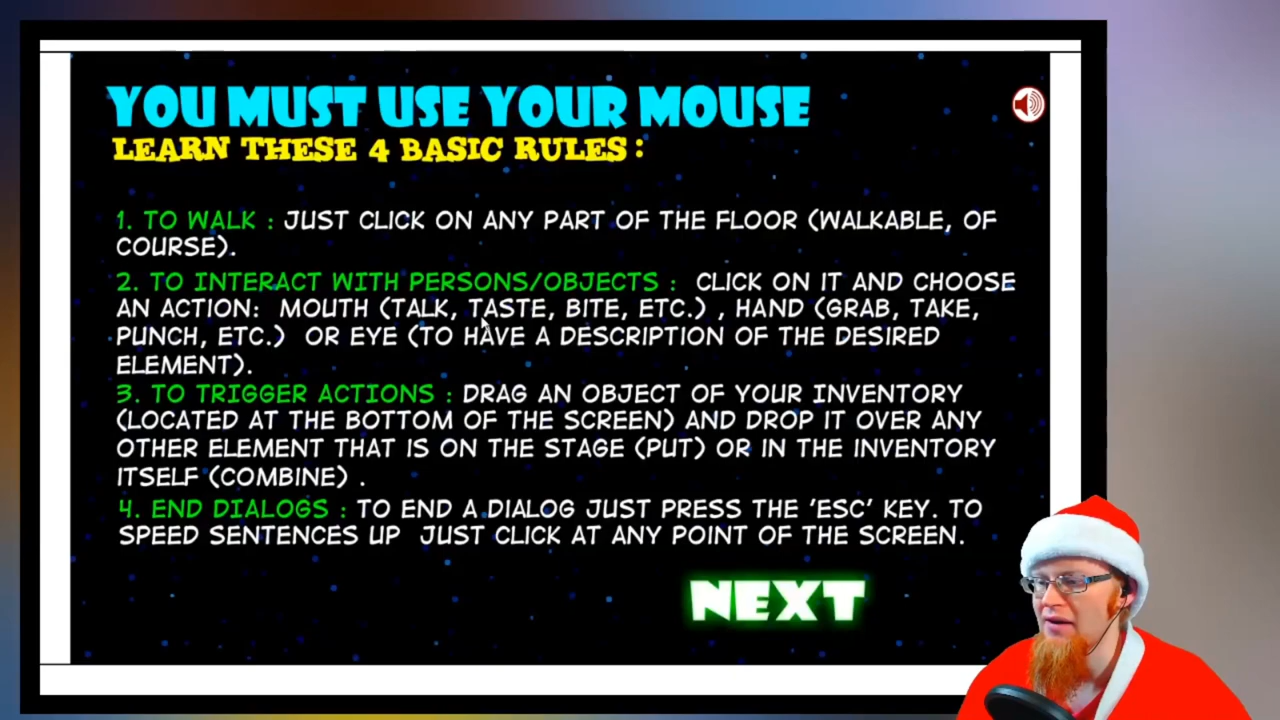 YOU MUST USE YOUR MOUSE
LEARN THESE 4 BASIC RULES:
1. TO WALK : JUST CLICK ON ANY PART OF THE FLOOR (WALKABLE, OF
COURSE).
2. TO INTERACT WITH PERSONS/OBJECTS : CLICK ON IT AND CHOOSE
AN ACTION: MOUTH (TALK, TASTE, BITE, ETC.) , HAND (GRAB, TAKE,
PUNCH, ETC.) OR EYE (TO HAVE A DESCRIPTION OF THE DESIRED
ELEMENT).
3. TO TRIGGER ACTIONS : DRAG AN OBJECT OF YOUR INVENTORY
(LOCATED AT THE BOTTOM OF THE SCREEN) AND DROP IT OVER ANY
OTHER ELEMENT THAT IS ON THE STAGE (PUT) OR IN THE INVENTORY
ITSELF (COMBINE) .
4. END DIALOGS : TO END A DIALOG JUST PRESS THE 'ESC' KEY. TO
SPEED SENTENCES UP JUST CLICK AT ANY POINT OF THE SCREEN.
NEXT